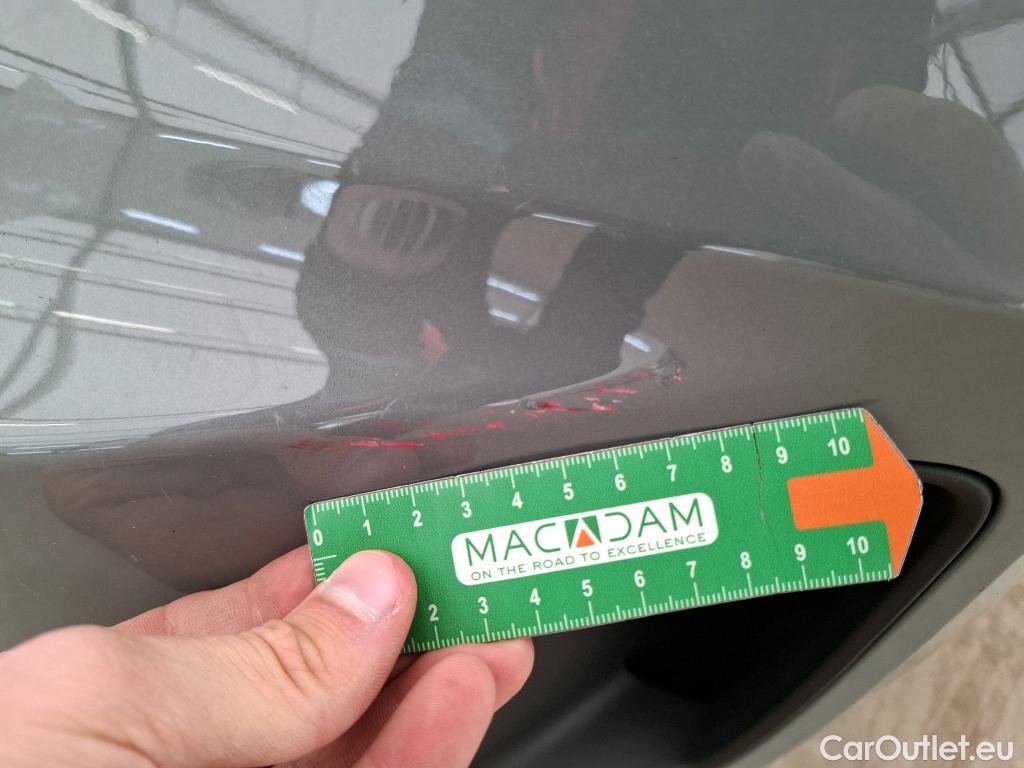 0 1 2 3 4 5 6 7 8 9 10
MACADAM
ON THE ROAD TO EXCELLENCE
2 3 4 5 6 7 8 9 10
CarOutlet.eu